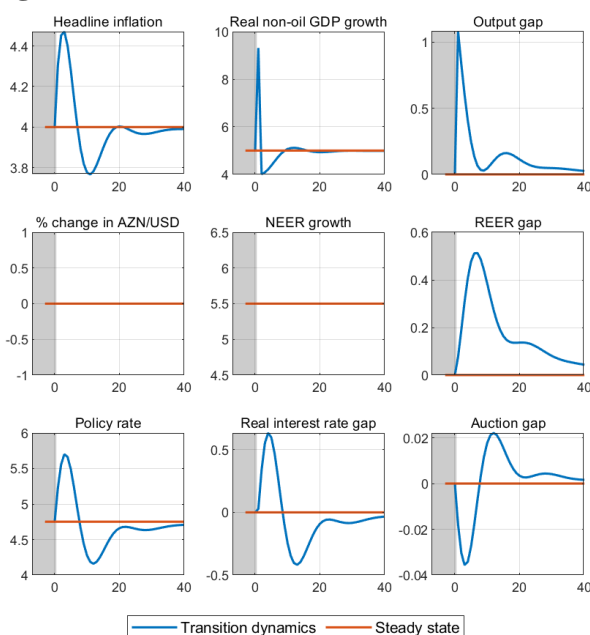 Headline inflation
4.4
4.2
4
3.8
0 20 40
Real non-oil GDP growth
10
8
6
4
0 20 40
Output gap
1
0.5
0
0 20 40
% change in AZN/USD
1
0.5
0
-0.5
-1
0 20 40
NEER growth
6.5
6
5.5
5
4.5
0 20 40
REER gap
0.6
0.4
0.2
0
0 20 40
Policy rate
6
5.5
5
4.5
4
0 20 40
Real interest rate gap
0.5
0
-0.5
0 20 40
Auction gap
0.02
0
-0.02
-0.04
0 20 40
Transition dynamics Steady state